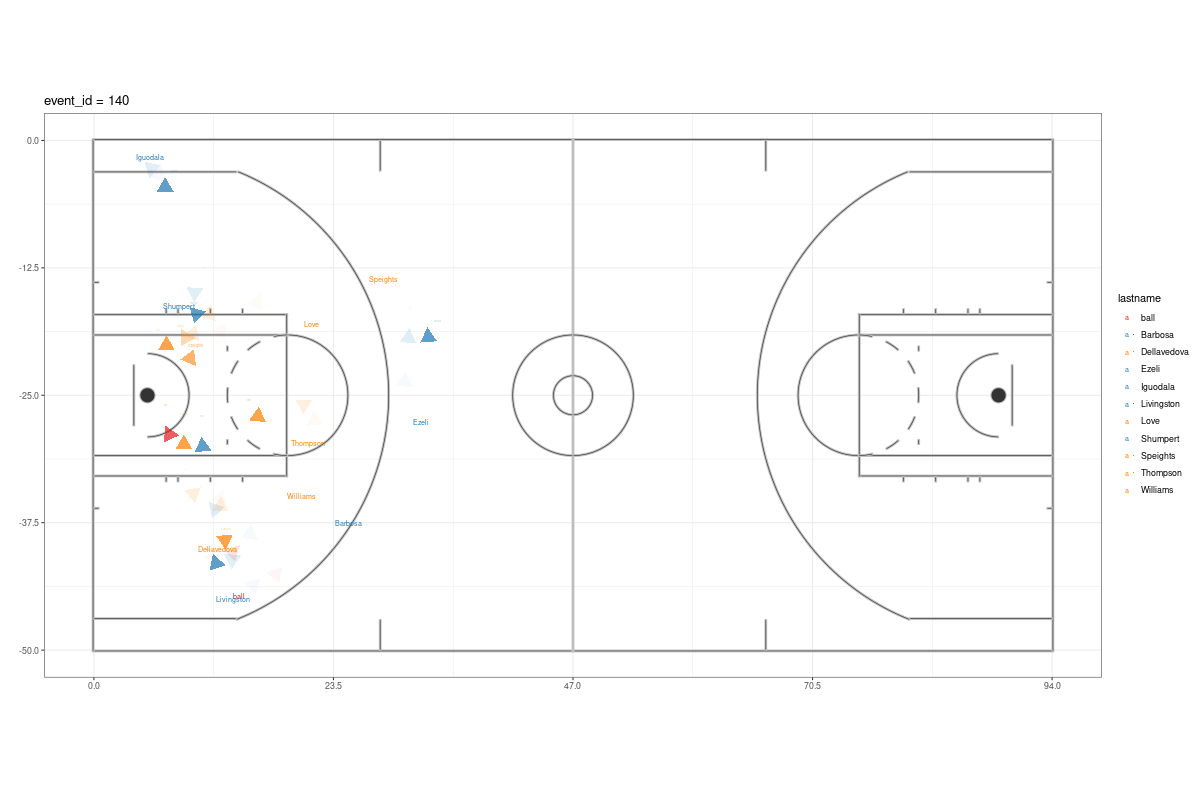 event_id = 140
0.0
-12.5
-25.0
-37.5
-50.0
0.0
23.5
47.0
70.5
94.0
Iguodala
Speights
Shumpert
Love
Ezeli
Thompson
Williams
Barbosa
Dellavedova
ball
Livingston
lastname
a ball
a Barbosa
a Dellavedova
a Ezeli
a Iguodala
a Livingston
a Love
a Shumpert
a Speights
a Thompson
a Williams